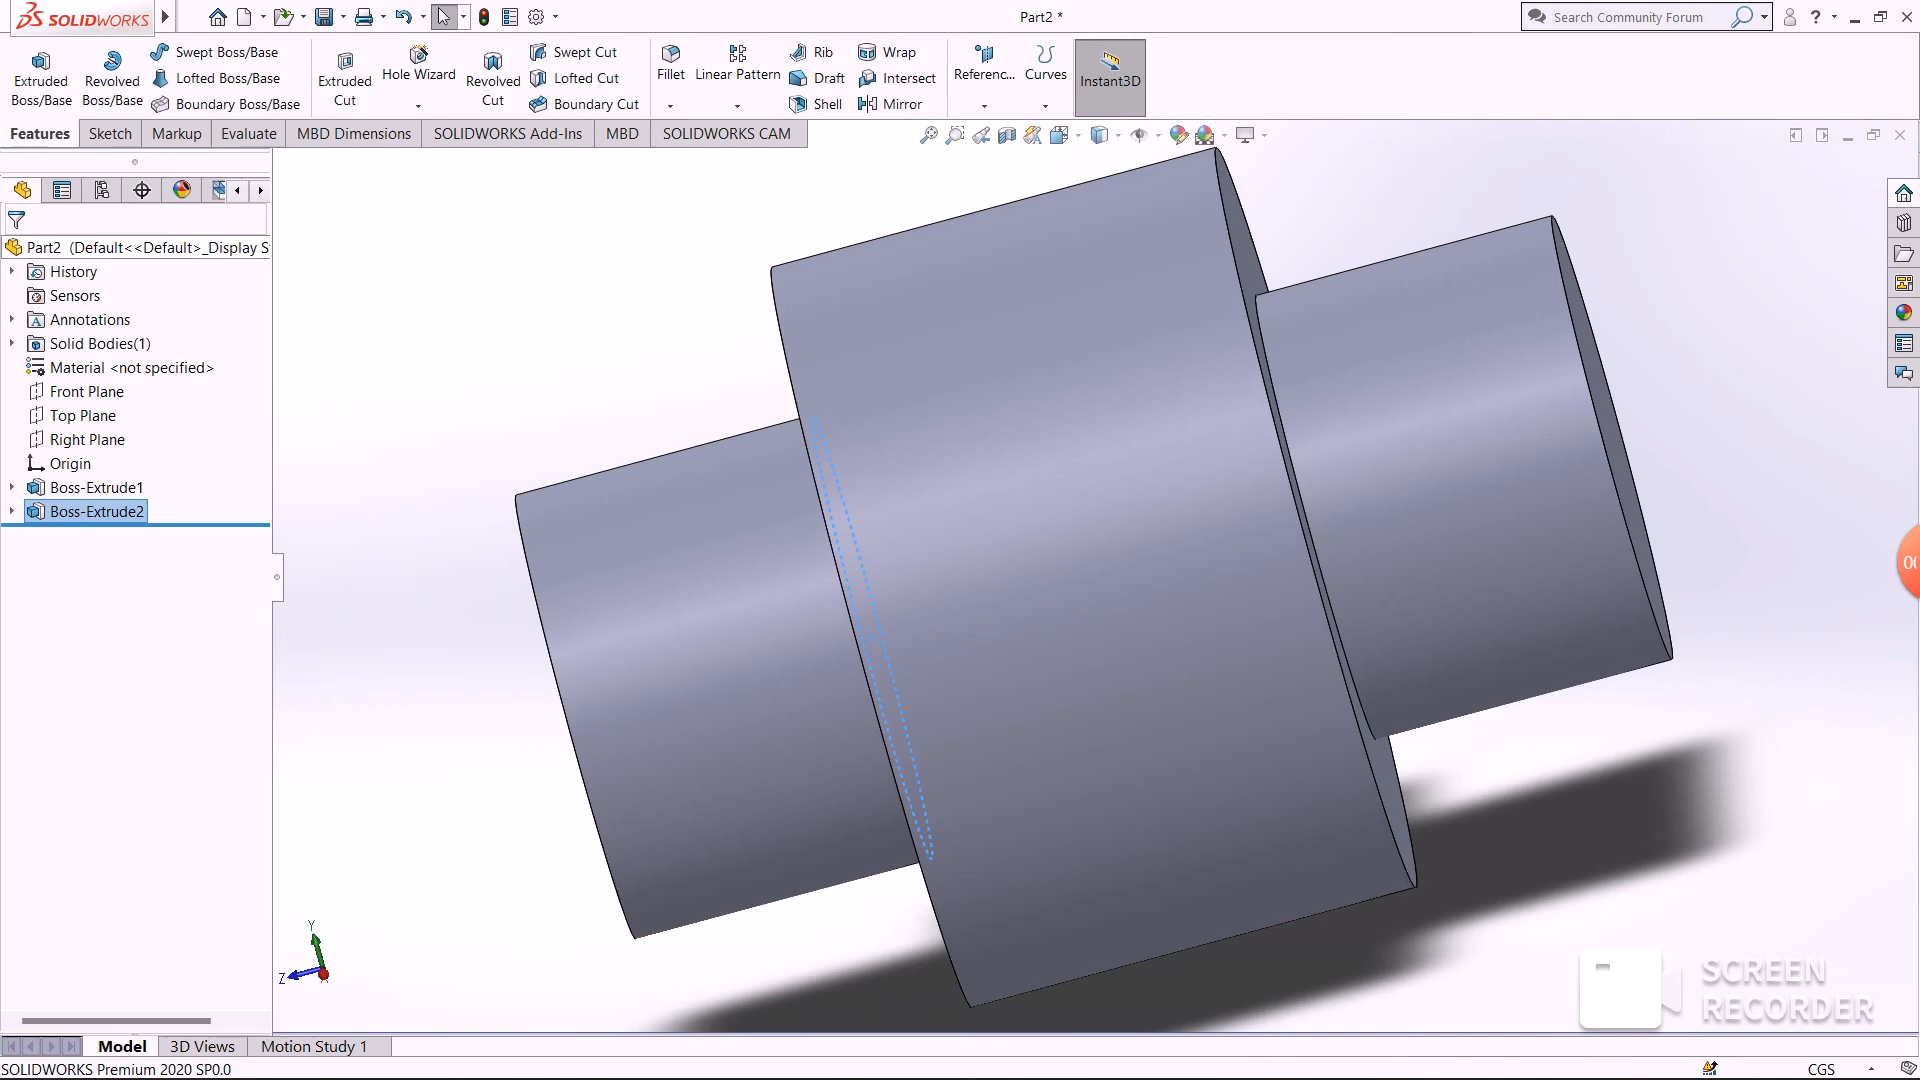 SOLIDWORKS
Part2 *
Search Community Forum
?
Extruded Boss/Base
Revolved Boss/Base
Swept Boss/Base
Lofted Boss/Base
Boundary Boss/Base
Extruded Cut
Hole Wizard
Revolved Cut
Swept Cut
Lofted Cut
Boundary Cut
Fillet
Linear Pattern
Rib
Draft
Shell
Wrap
Intersect
Mirror
Referenc...
Curves
Instant3D
Features
Sketch
Markup
Evaluate
MBD Dimensions
SOLIDWORKS Add-Ins
MBD
SOLIDWORKS CAM
Part2 (Default<<Default>_Display S
History
Sensors
Annotations
Solid Bodies(1)
Material <not specified>
Front Plane
Top Plane
Right Plane
Origin
Boss-Extrude1
Boss-Extrude2
00
Y
Z
X
SCREEN
RECORDER
Model
3D Views
Motion Study 1
SOLIDWORKS Premium 2020 SP0.0
CGS